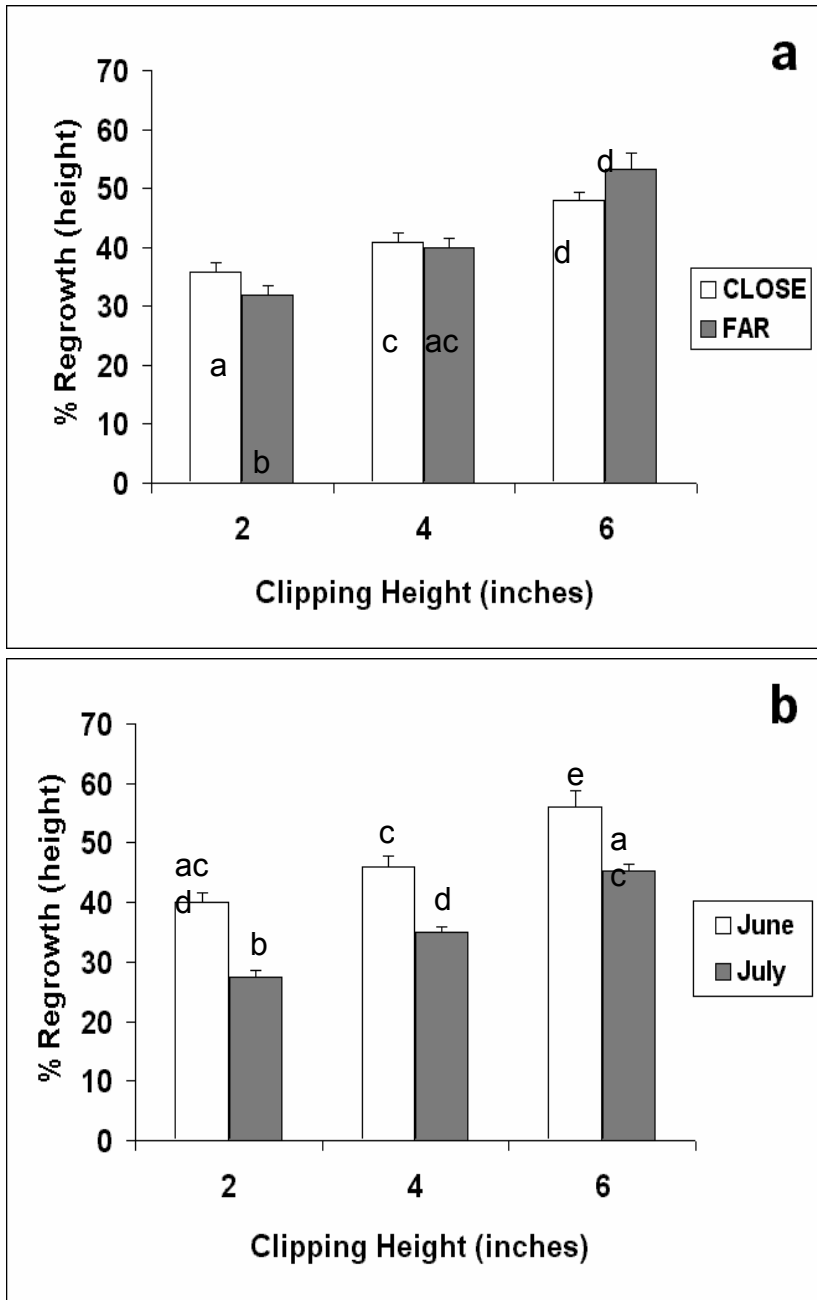 a
70
60
50
40
30
20
10
0
% Regrowth (height)
d
d
c
ac
a
b
CLOSE
FAR
2 4 6
Clipping Height (inches)
b
70
60
50
40
30
20
10
0
% Regrowth (height)
e
c
a
c
ac
d
d
b
June
July
2 4 6
Clipping Height (inches)